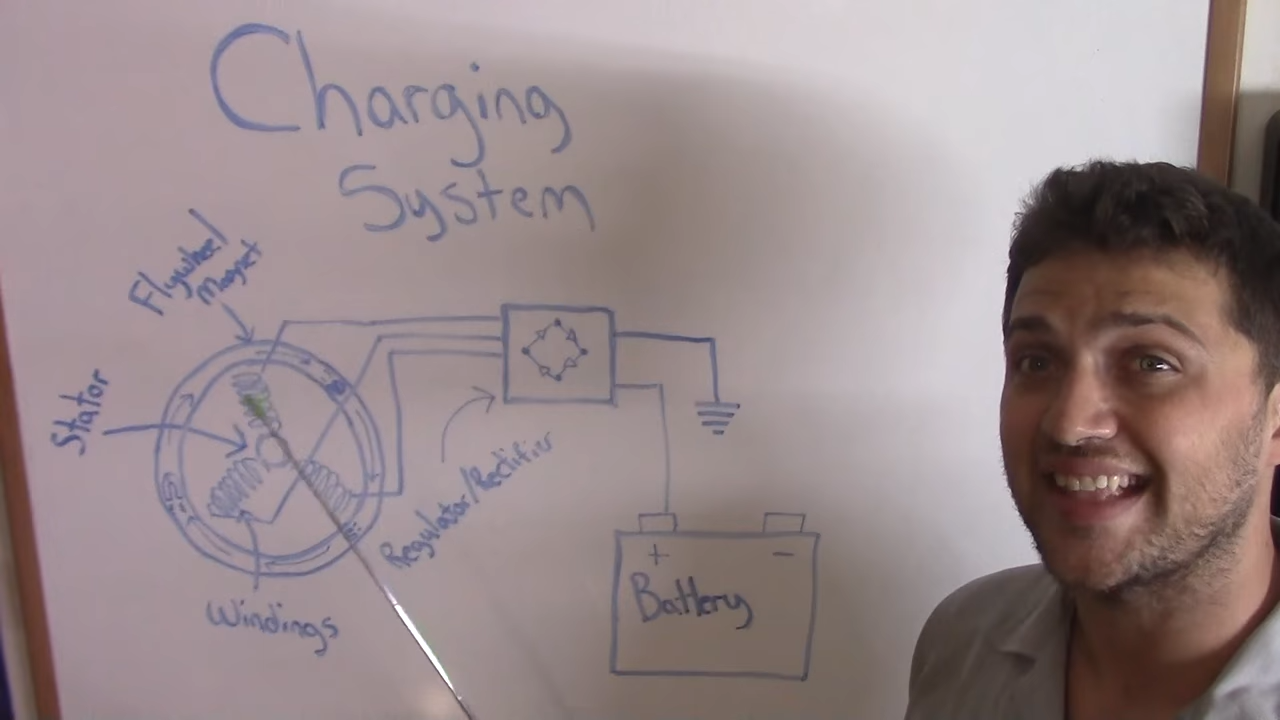 Charging
System
Flywheel
Magnet
Stator
Regulator/Rectifier
Windings
+ -
Battery